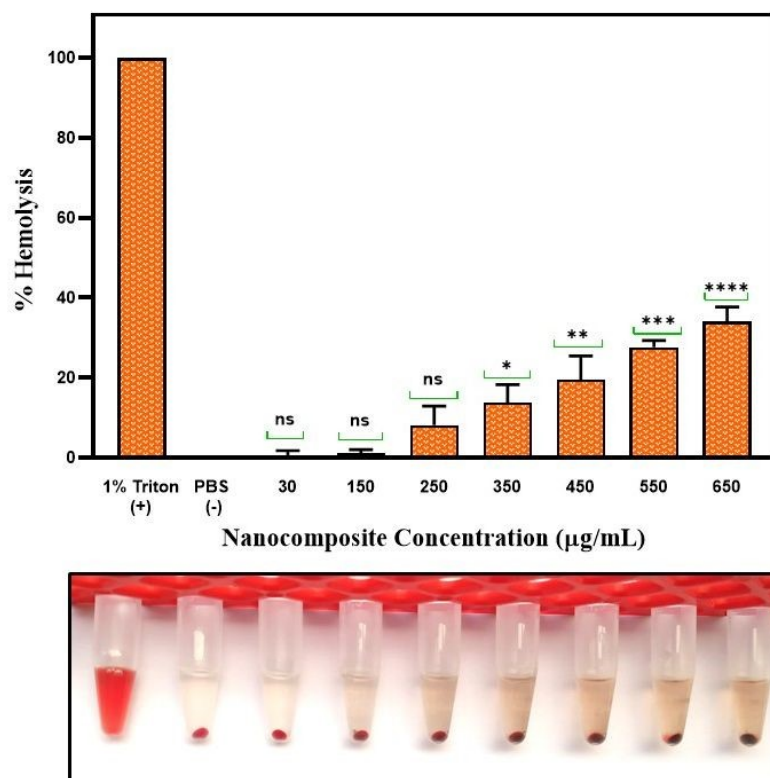 % Hemolysis
100
80
60
40
20
0
ns
ns
ns
*
**
***
****
1% Triton (+)
PBS (-)
30
150
250
350
450
550
650
Nanocomposite Concentration (μg/mL)